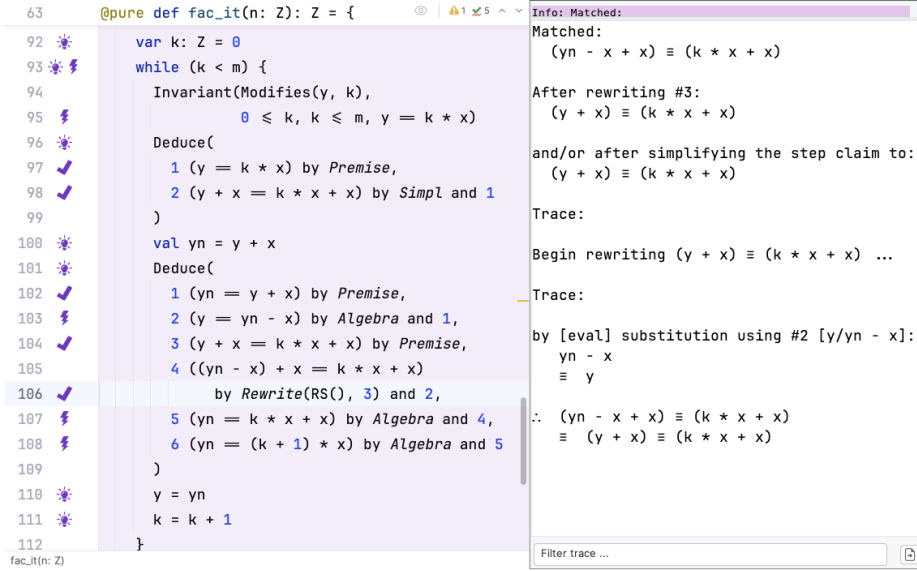 63 @pure def fac_it(n: Z): Z = {
1 5
92 var k: Z = 0
93 while (k < m) {
94 Invariant(Modifies(y, k),
95 0 ⩽ k, k ⩽ m, y == k * x)
96 Deduce(
97 1 (y == k * x) by Premise,
98 2 (y + x == k * x + x) by Simpl and 1
99 )
100 val yn = y + x
101 Deduce(
102 1 (yn == y + x) by Premise,
103 2 (y == yn - x) by Algebra and 1,
104 3 (y + x == k * x + x) by Premise,
105 4 ((yn - x) + x == k * x + x)
106 by Rewrite(RS(), 3) and 2,
107 5 (yn == k * x + x) by Algebra and 4,
108 6 (yn == (k + 1) * x) by Algebra and 5
109 )
110 y = yn
111 k = k + 1
112 }
fac_it(n: Z)
Info: Matched:
Matched:
(yn - x + x) ≡ (k * x + x)
After rewriting #3:
(y + x) ≡ (k * x + x)
and/or after simplifying the step claim to:
(y + x) ≡ (k * x + x)
Trace:
Begin rewriting (y + x) ≡ (k * x + x) ...
Trace:
by [eval] substitution using #2 [y/yn - x]:
yn - x
≡ y
∴ (yn - x + x) ≡ (k * x + x)
≡ (y + x) ≡ (k * x + x)
Filter trace ...